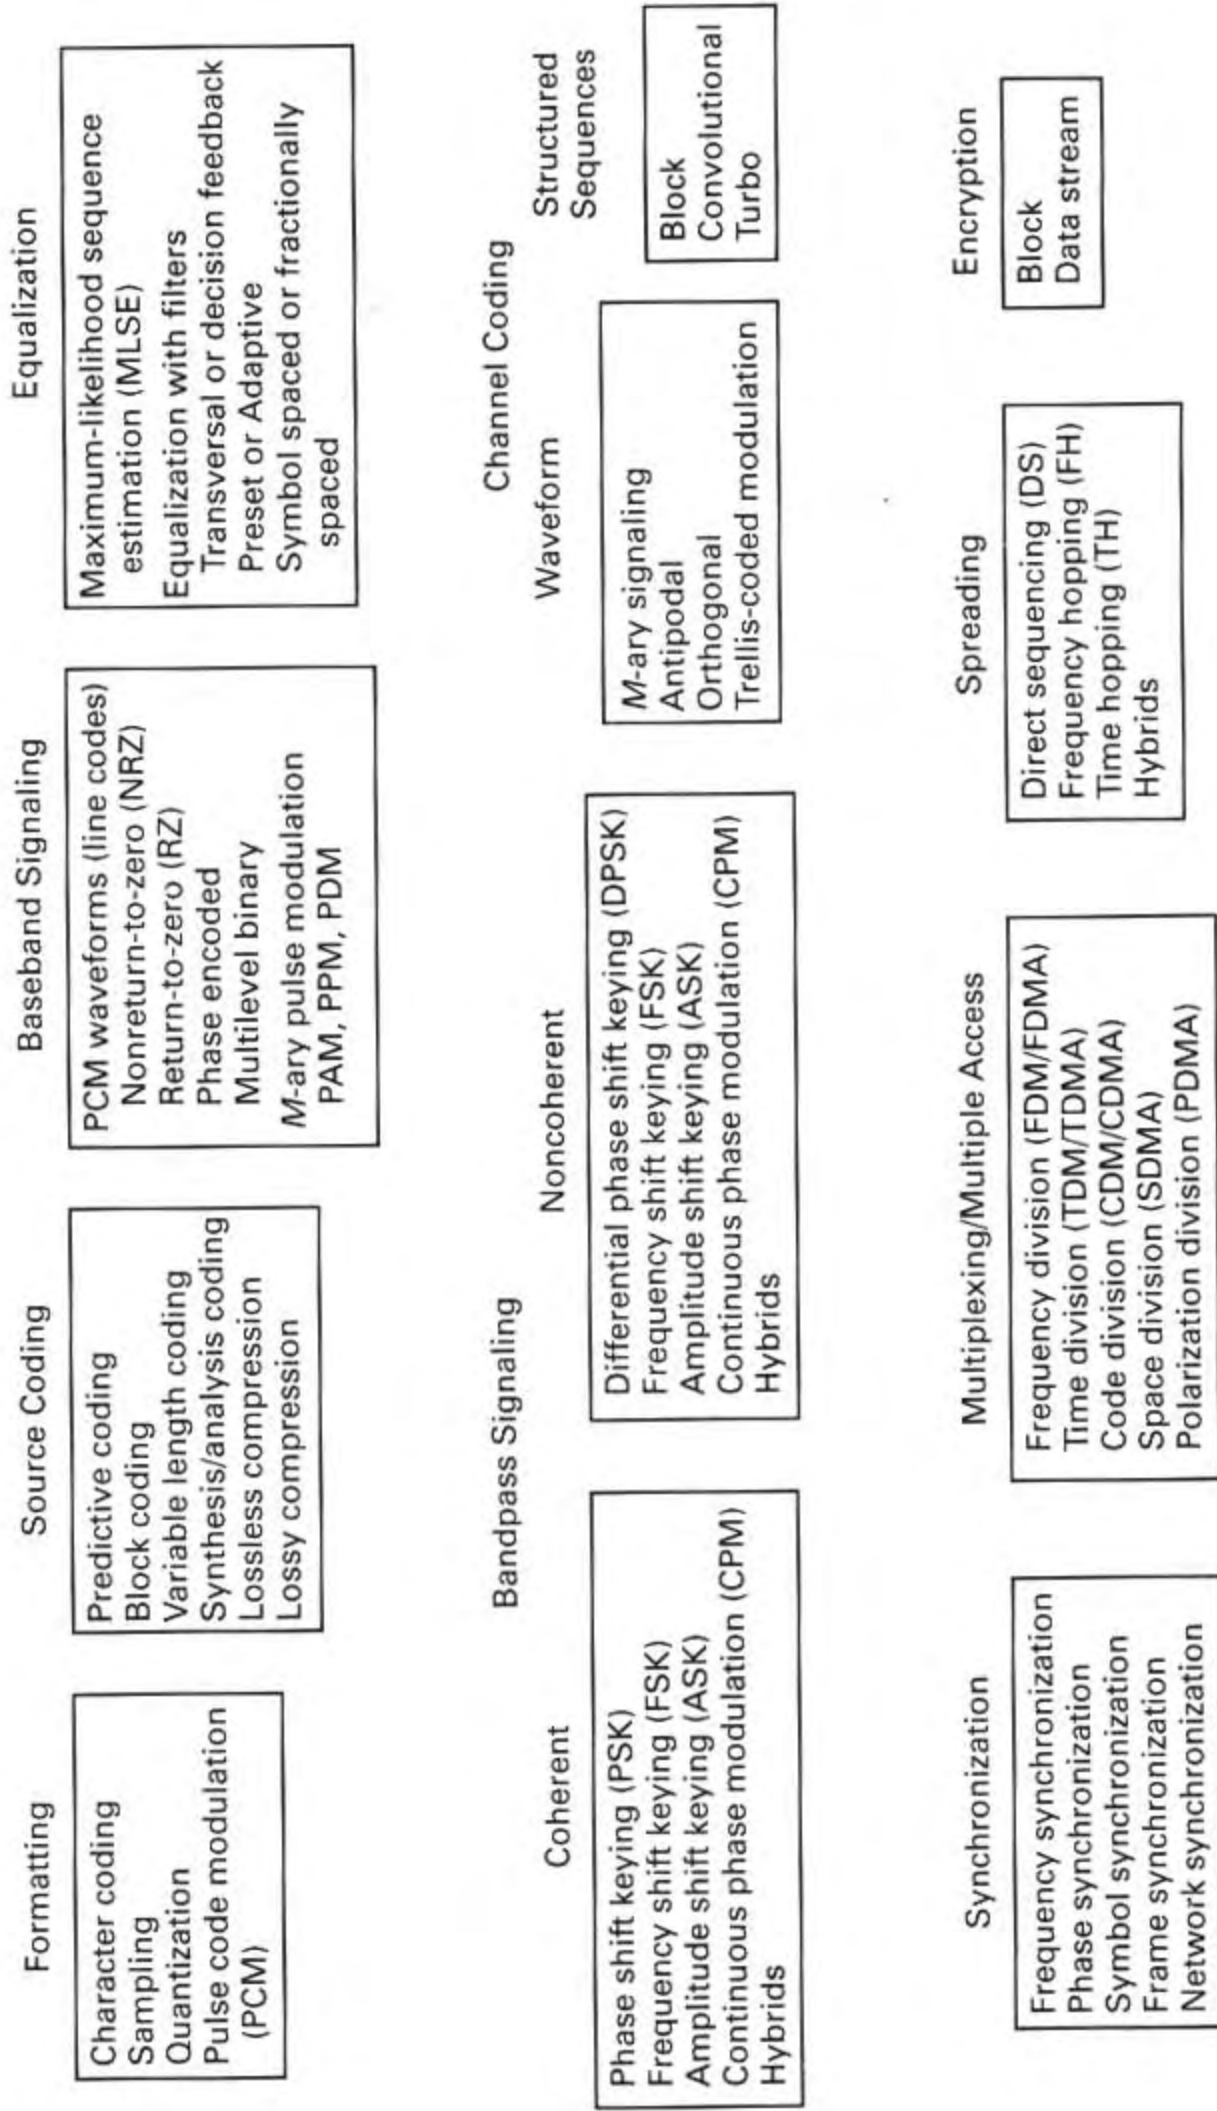 Formatting
Character coding
Sampling
Quantization
Pulse code modulation
(PCM)
Source Coding
Predictive coding
Block coding
Variable length coding
Synthesis/analysis coding
Lossless compression
Lossy compression
Baseband Signaling
PCM waveforms (line codes)
Nonreturn-to-zero (NRZ)
Return-to-zero (RZ)
Phase encoded
Multilevel binary
M-ary pulse modulation
PAM, PPM, PDM
Equalization
Maximum-likelihood sequence
estimation (MLSE)
Equalization with filters
Transversal or decision feedback
Preset or Adaptive
Symbol spaced or fractionally
spaced
Bandpass Signaling
Coherent
Phase shift keying (PSK)
Frequency shift keying (FSK)
Amplitude shift keying (ASK)
Continuous phase modulation (CPM)
Hybrids
Noncoherent
Differential phase shift keying (DPSK)
Frequency shift keying (FSK)
Amplitude shift keying (ASK)
Continuous phase modulation (CPM)
Hybrids
Channel Coding
Waveform
M-ary signaling
Antipodal
Orthogonal
Trellis-coded modulation
Structured
Sequences
Block
Convolutional
Turbo
Synchronization
Frequency synchronization
Phase synchronization
Symbol synchronization
Frame synchronization
Network synchronization
Multiplexing/Multiple Access
Frequency division (FDM/FDMA)
Time division (TDM/TDMA)
Code division (CDM/CDMA)
Space division (SDMA)
Polarization division (PDMA)
Spreading
Direct sequencing (DS)
Frequency hopping (FH)
Time hopping (TH)
Hybrids
Encryption
Block
Data stream